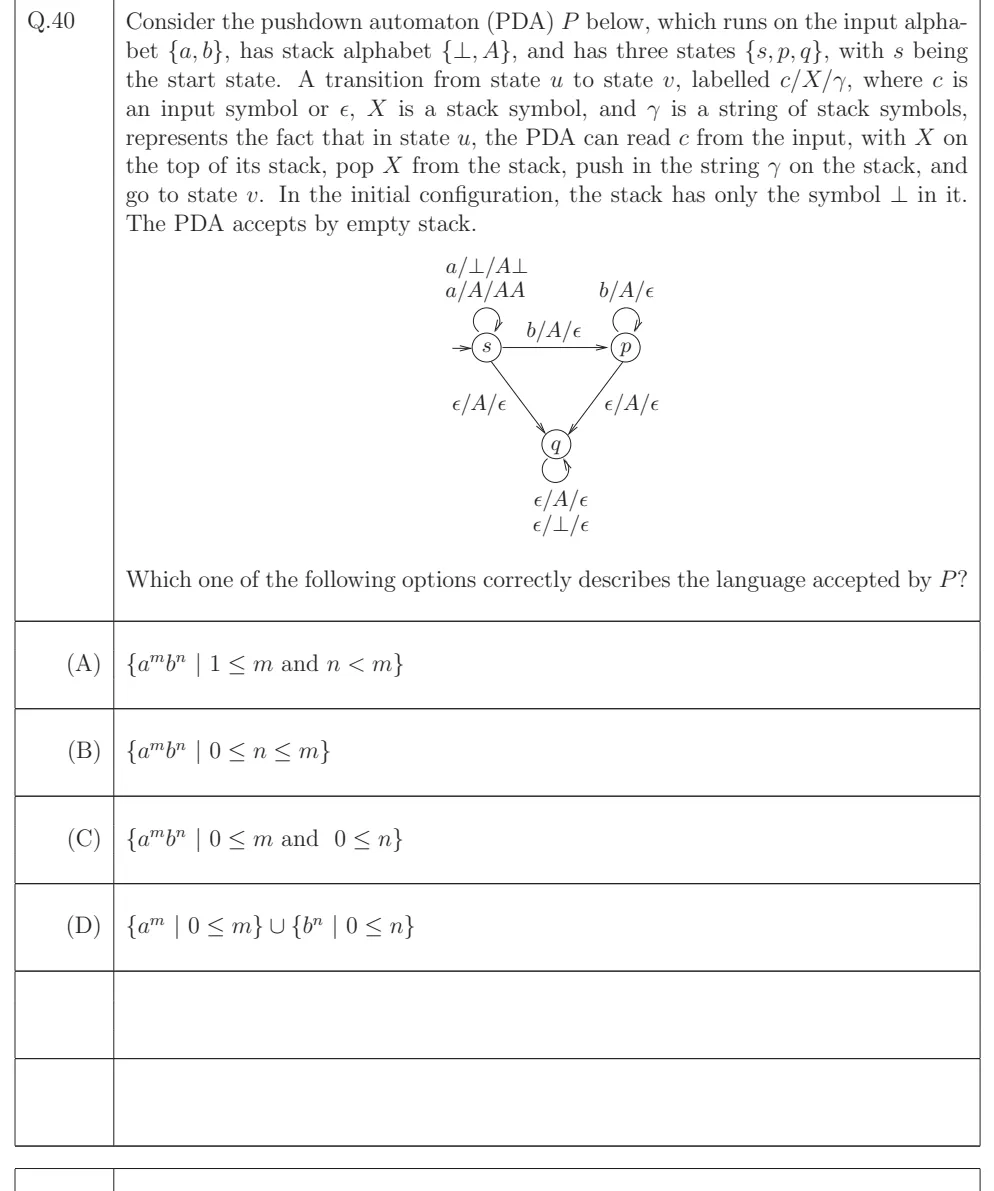 Q.40 Consider the pushdown automaton (PDA) P below, which runs on the input alpha-
bet {a, b}, has stack alphabet {⊥, A}, and has three states {s, p, q}, with s being
the start state. A transition from state u to state v, labelled c/X/γ, where c is
an input symbol or ϵ, X is a stack symbol, and γ is a string of stack symbols,
represents the fact that in state u, the PDA can read c from the input, with X on
the top of its stack, pop X from the stack, push in the string γ on the stack, and
go to state v. In the initial configuration, the stack has only the symbol ⊥ in it.
The PDA accepts by empty stack.
a/⊥/A⊥
a/A/AA b/A/ϵ
b/A/ϵ
s p
ϵ/A/ϵ ϵ/A/ϵ
q
ϵ/A/ϵ
ϵ/⊥/ϵ
Which one of the following options correctly describes the language accepted by P?
(A) {aᵐbⁿ | 1 ≤ m and n < m}
(B) {aᵐbⁿ | 0 ≤ n ≤ m}
(C) {aᵐbⁿ | 0 ≤ m and 0 ≤ n}
(D) {aᵐ | 0 ≤ m} ∪ {bⁿ | 0 ≤ n}